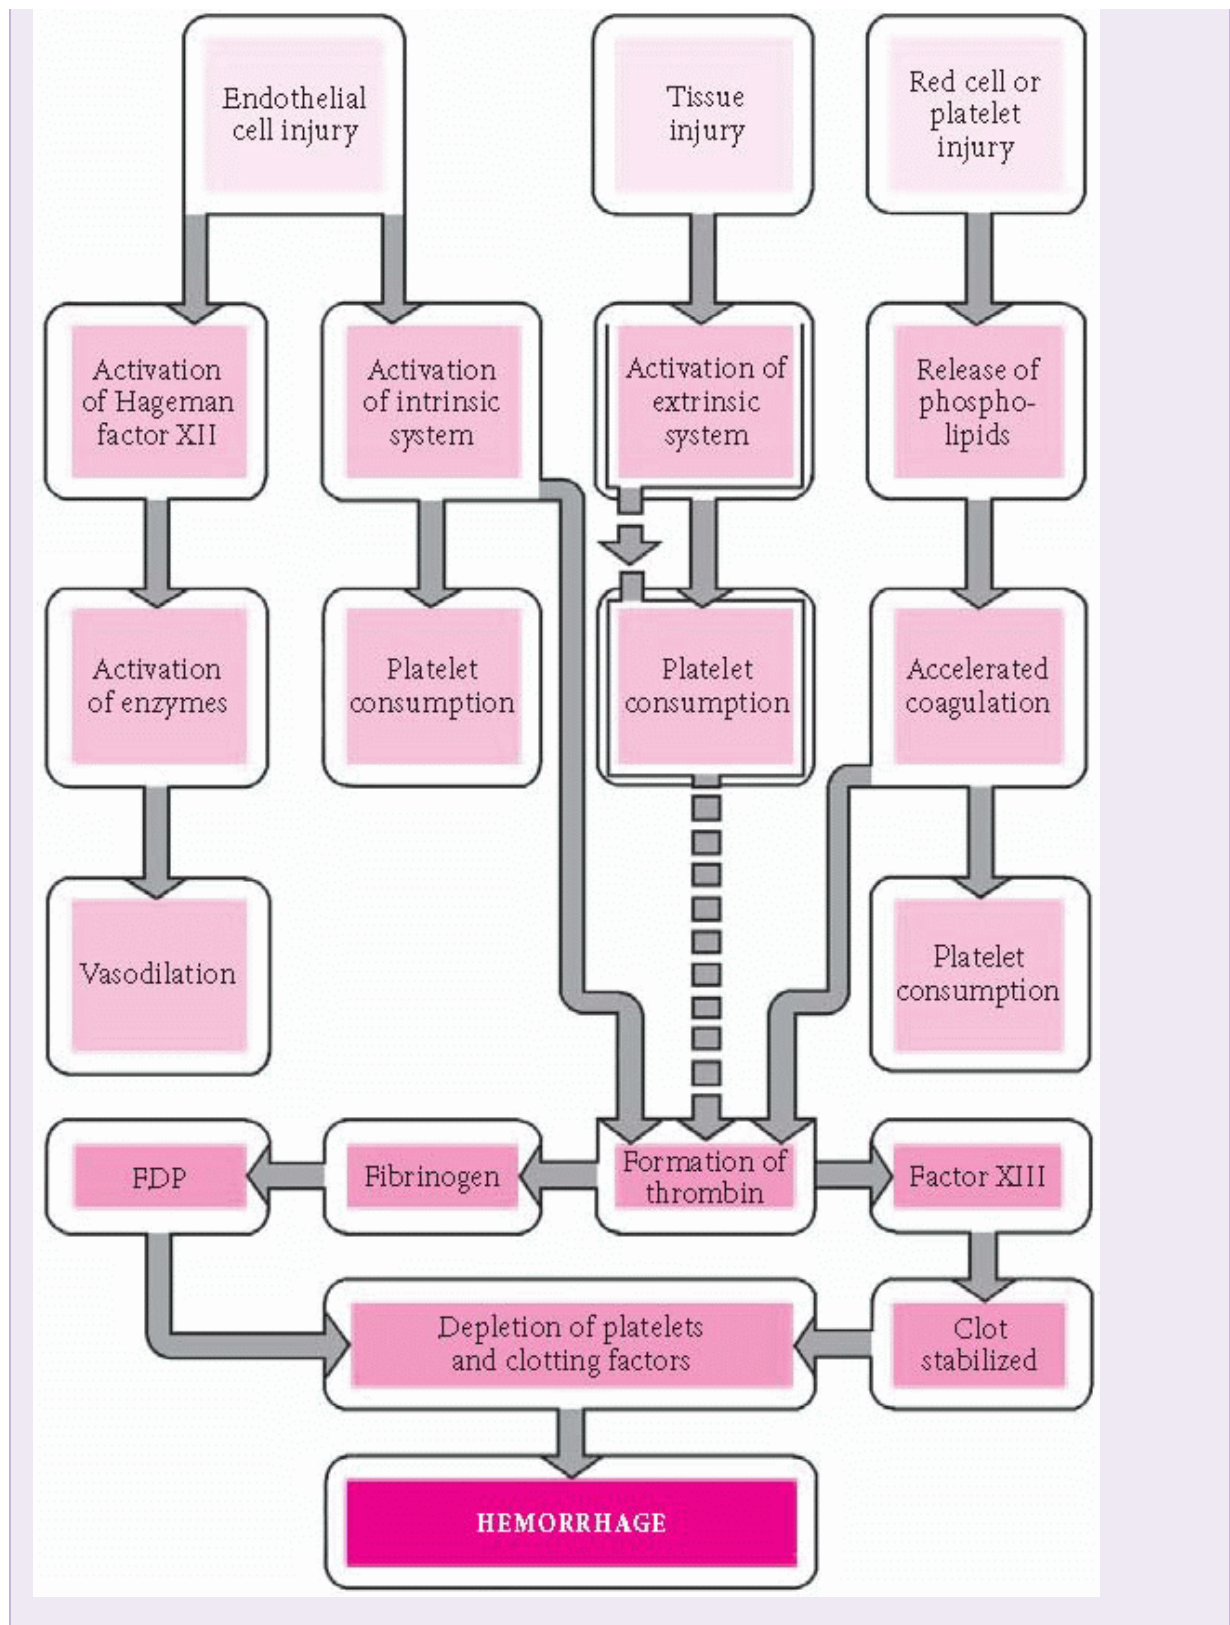 Endothelial
cell injury
Tissue
injury
Red cell or
platelet
injury
Activation
of Hageman
factor XII
Activation
of intrinsic
system
Activation of
extrinsic
system
Release of
phospho-
lipids
Activation
of enzymes
Platelet
consumption
Platelet
consumption
Accelerated
coagulation
Vasodilation
Platelet
consumption
FDP
Fibrinogen
Formation of
thrombin
Factor XIII
Depletion of platelets
and clotting factors
Clot
stabilized
HEMORRHAGE